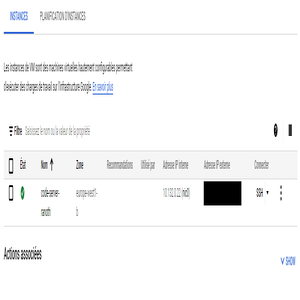 INSTANCES PLANIFICATION D'INSTANCES
Les instances de VM sont des machines virtuelles hautement configurables permettant
d'exécuter des charges de travail sur l'infrastructure Google. En savoir plus
Filtre Saisissez le nom ou la valeur de la propriété
État Nom Zone Recommandations Utilisé par Adresse IP interne Adresse IP externe Connecter
code-server- europe-west1- 10.132.0.22 (nic0) SSH
b
Actions associées
SHOW